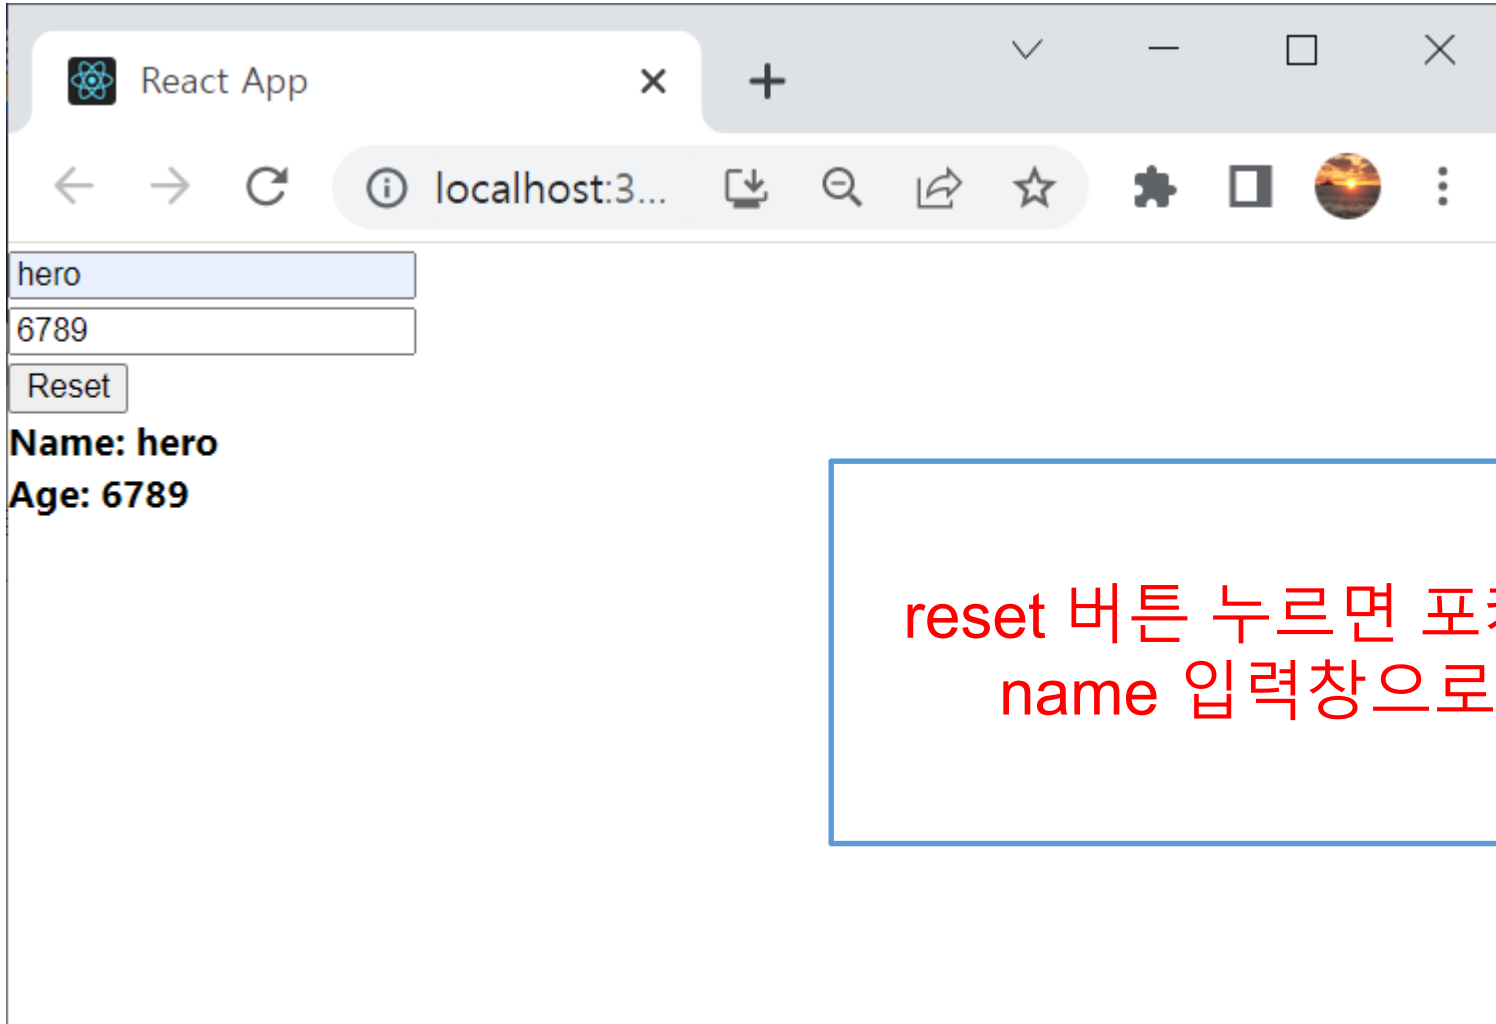 React App
localhost:3...
hero
6789
Reset
Name: hero
Age: 6789
reset 버튼 누르면
name 입력창으로